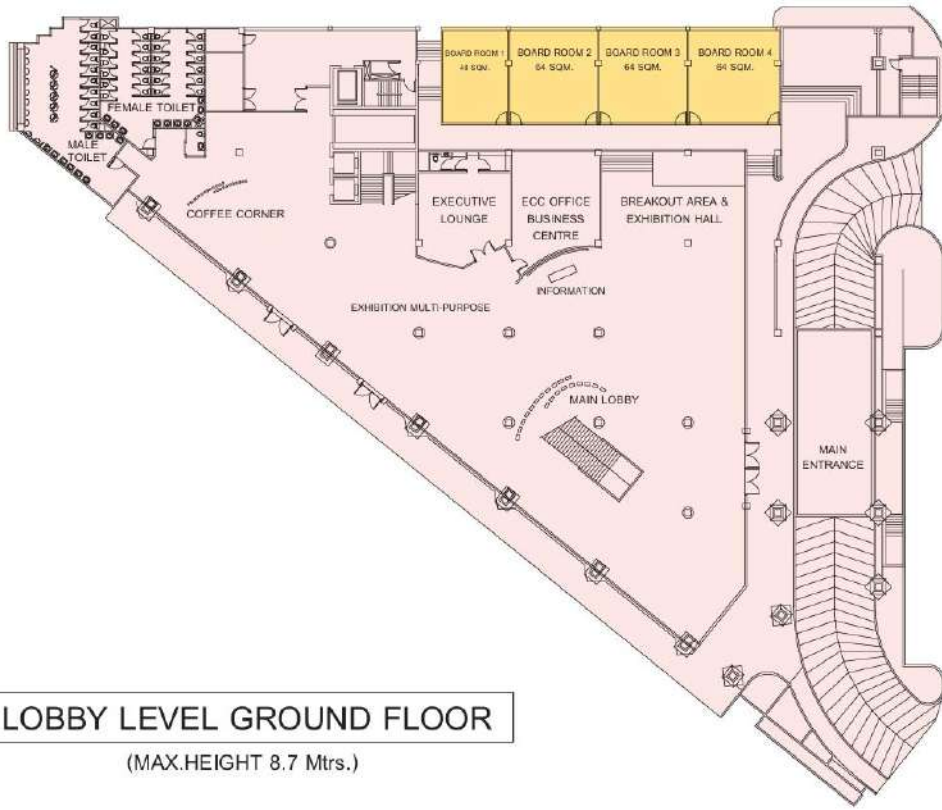 BOARD ROOM 1
48 SQM.
BOARD ROOM 2
64 SQM.
BOARD ROOM 3
64 SQM.
BOARD ROOM 4
64 SQM.
FEMALE TOILET
MALE
TOILET
COFFEE CORNER
EXECUTIVE
LOUNGE
ECC OFFICE
BUSINESS
CENTRE
BREAKOUT AREA &
EXHIBITION HALL
INFORMATION
EXHIBITION MULTI-PURPOSE
MAIN LOBBY
MAIN
ENTRANCE
LOBBY LEVEL GROUND FLOOR
(MAX.HEIGHT 8.7 Mtrs.)